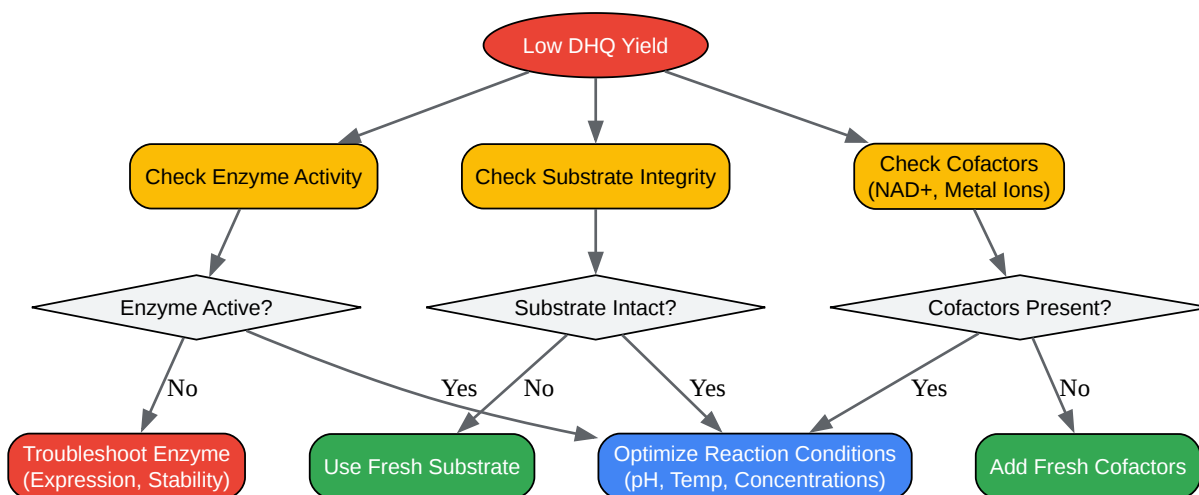 Low DHQ Yield
Check Enzyme Activity
Check Substrate Integrity
Check Cofactors
(NAD+, Metal Ions)
Enzyme Active?
Substrate Intact?
Cofactors Present?
No
Yes
No
Yes
Yes
No
Troubleshoot Enzyme
(Expression, Stability)
Use Fresh Substrate
Optimize Reaction Conditions
(pH, Temp, Concentrations)
Add Fresh Cofactors